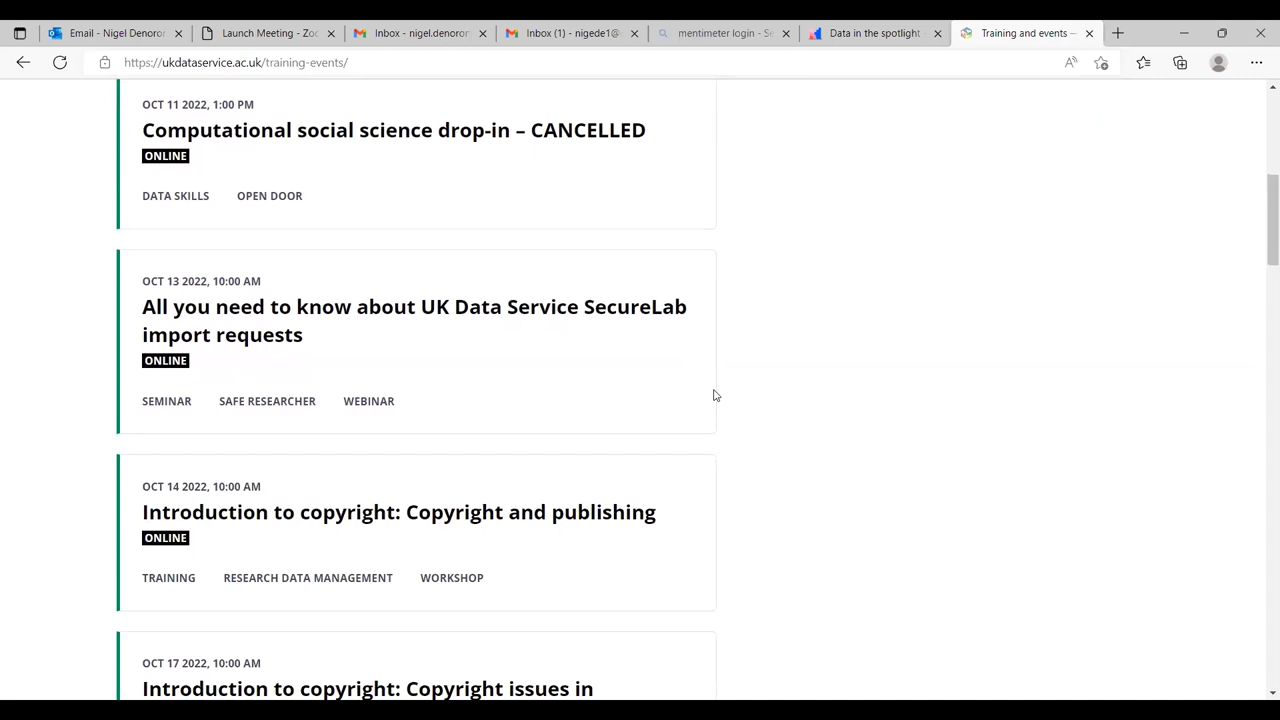 Email - Nigel Denoron
Launch Meeting - Zoo
Inbox - nigel.denoron
Inbox (1) - nigede1@
mentimeter login - Se
Data in the spotlight -
Training and events —
https://ukdataservice.ac.uk/training-events/
OCT 11 2022, 1:00 PM
Computational social science drop-in – CANCELLED
ONLINE
DATA SKILLS OPEN DOOR
OCT 13 2022, 10:00 AM
All you need to know about UK Data Service SecureLab
import requests
ONLINE
SEMINAR SAFE RESEARCHER WEBINAR
OCT 14 2022, 10:00 AM
Introduction to copyright: Copyright and publishing
ONLINE
TRAINING RESEARCH DATA MANAGEMENT WORKSHOP
OCT 17 2022, 10:00 AM
Introduction to copyright: Copyright issues in